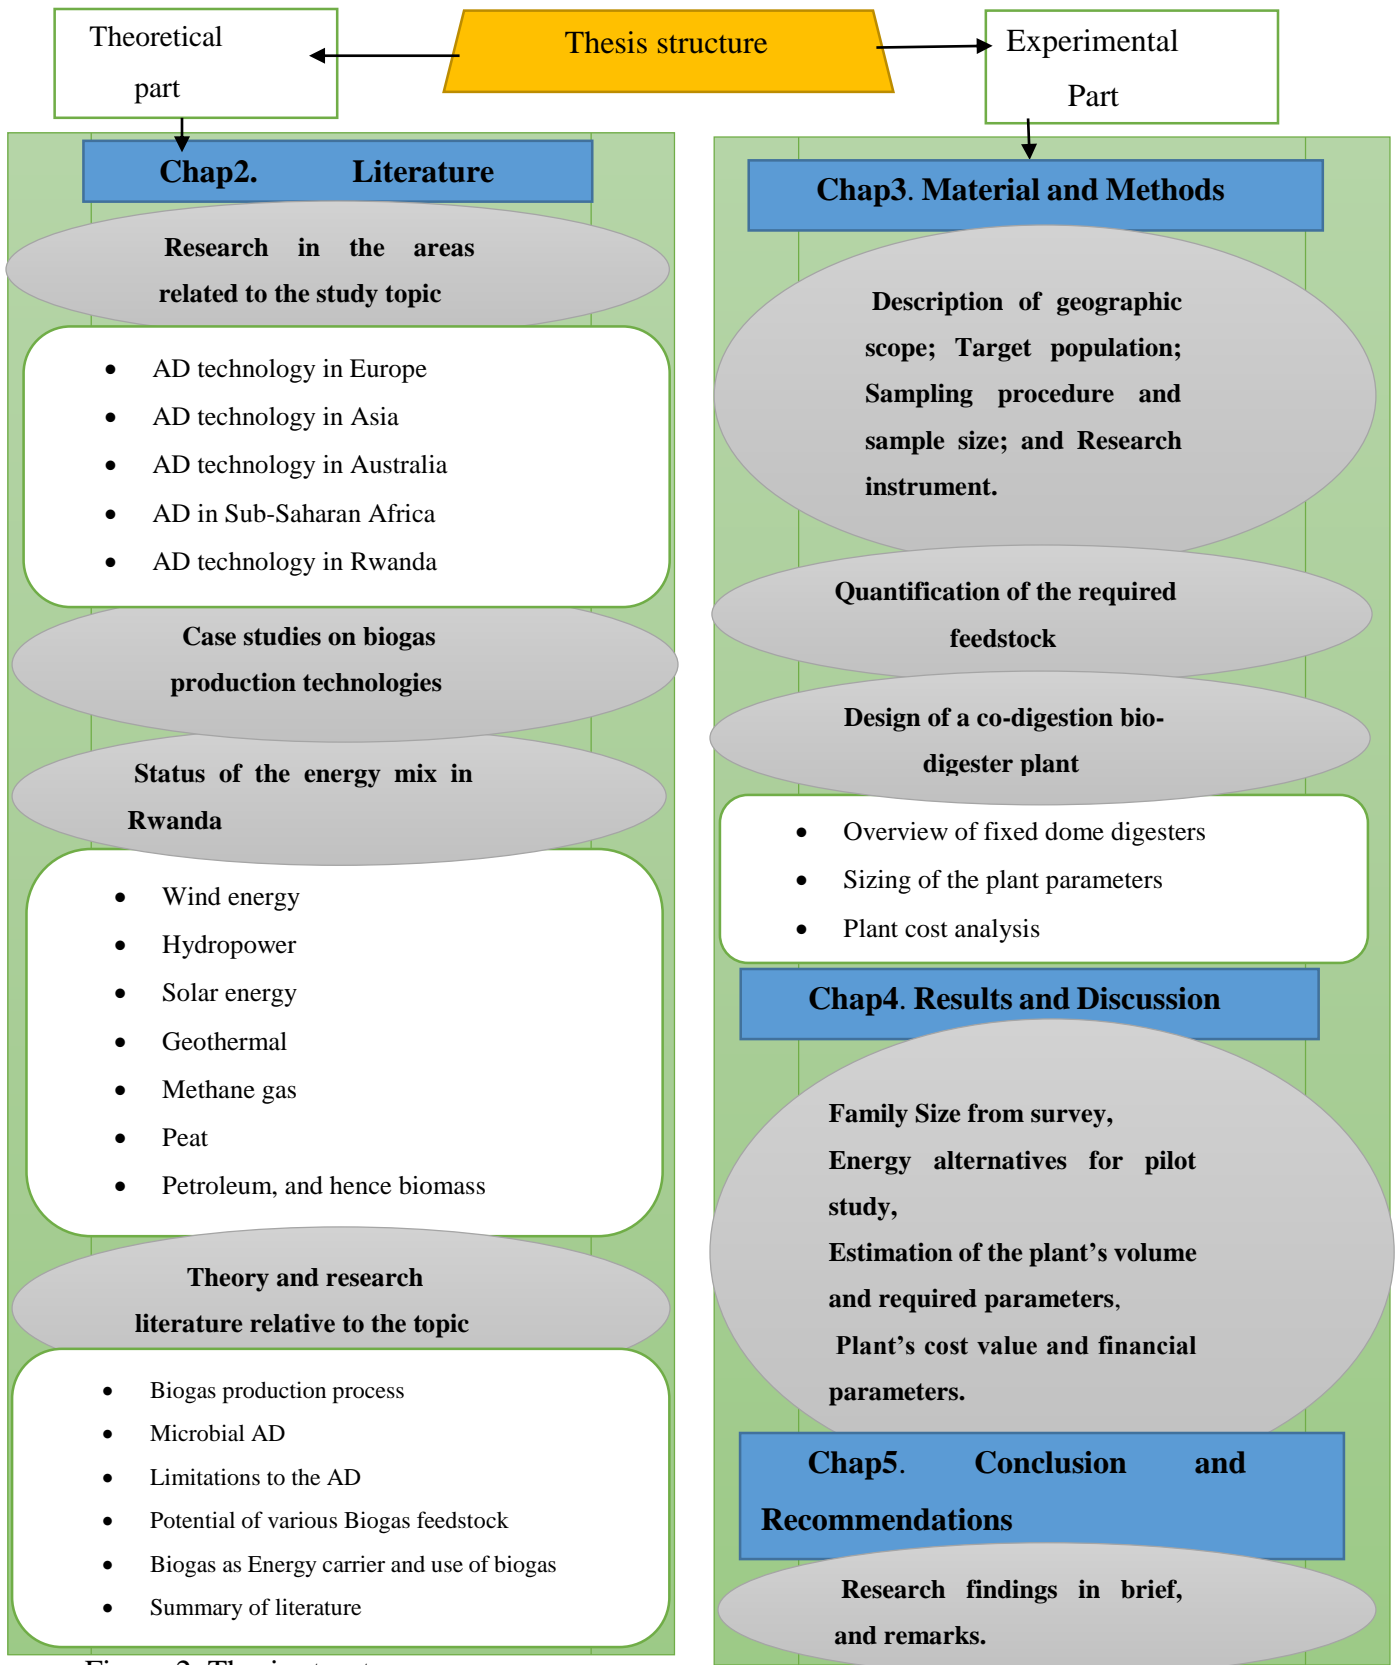 Thesis structure
Theoretical
part
Chap2. Literature
Research in the areas
related to the study topic
• AD technology in Europe
• AD technology in Asia
• AD technology in Australia
• AD in Sub-Saharan Africa
• AD technology in Rwanda
Case studies on biogas
production technologies
Status of the energy mix in
Rwanda
• Wind energy
• Hydropower
• Solar energy
• Geothermal
• Methane gas
• Peat
• Petroleum, and hence biomass
Theory and research
literature relative to the topic
• Biogas production process
• Microbial AD
• Limitations to the AD
• Potential of various Biogas feedstock
• Biogas as Energy carrier and use of biogas
• Summary of literature
Experimental
Part
Chap3. Material and Methods
Description of geographic
scope; Target population;
Sampling procedure and
sample size; and Research
instrument.
Quantification of the required
feedstock
Design of a co-digestion bio-
digester plant
• Overview of fixed dome digesters
• Sizing of the plant parameters
• Plant cost analysis
Chap4. Results and Discussion
Family Size from survey,
Energy alternatives for pilot
study,
Estimation of the plant's volume
and required parameters,
Plant's cost value and financial
parameters.
Chap5. Conclusion and
Recommendations
Research findings in brief,
and remarks.